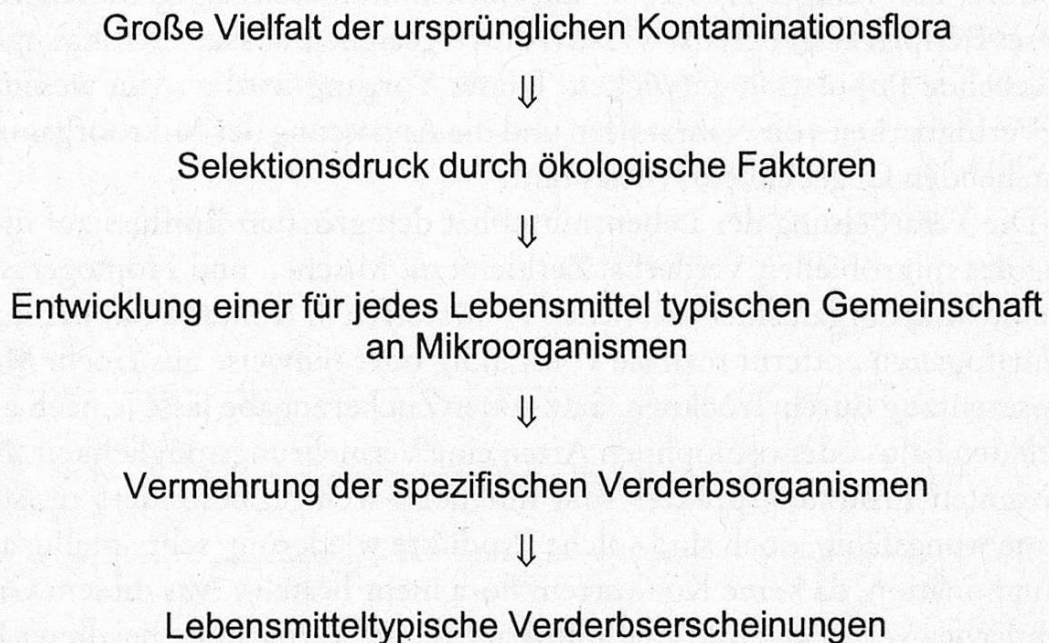 Große Vielfalt der ursprünglichen Kontaminationsflora
⇓
Selektionsdruck durch ökologische Faktoren
⇓
Entwicklung einer für jedes Lebensmittel typischen Gemeinschaft
an Mikroorganismen
⇓
Vermehrung der spezifischen Verderbsorganismen
⇓
Lebensmitteltypische Verderbserscheinungen